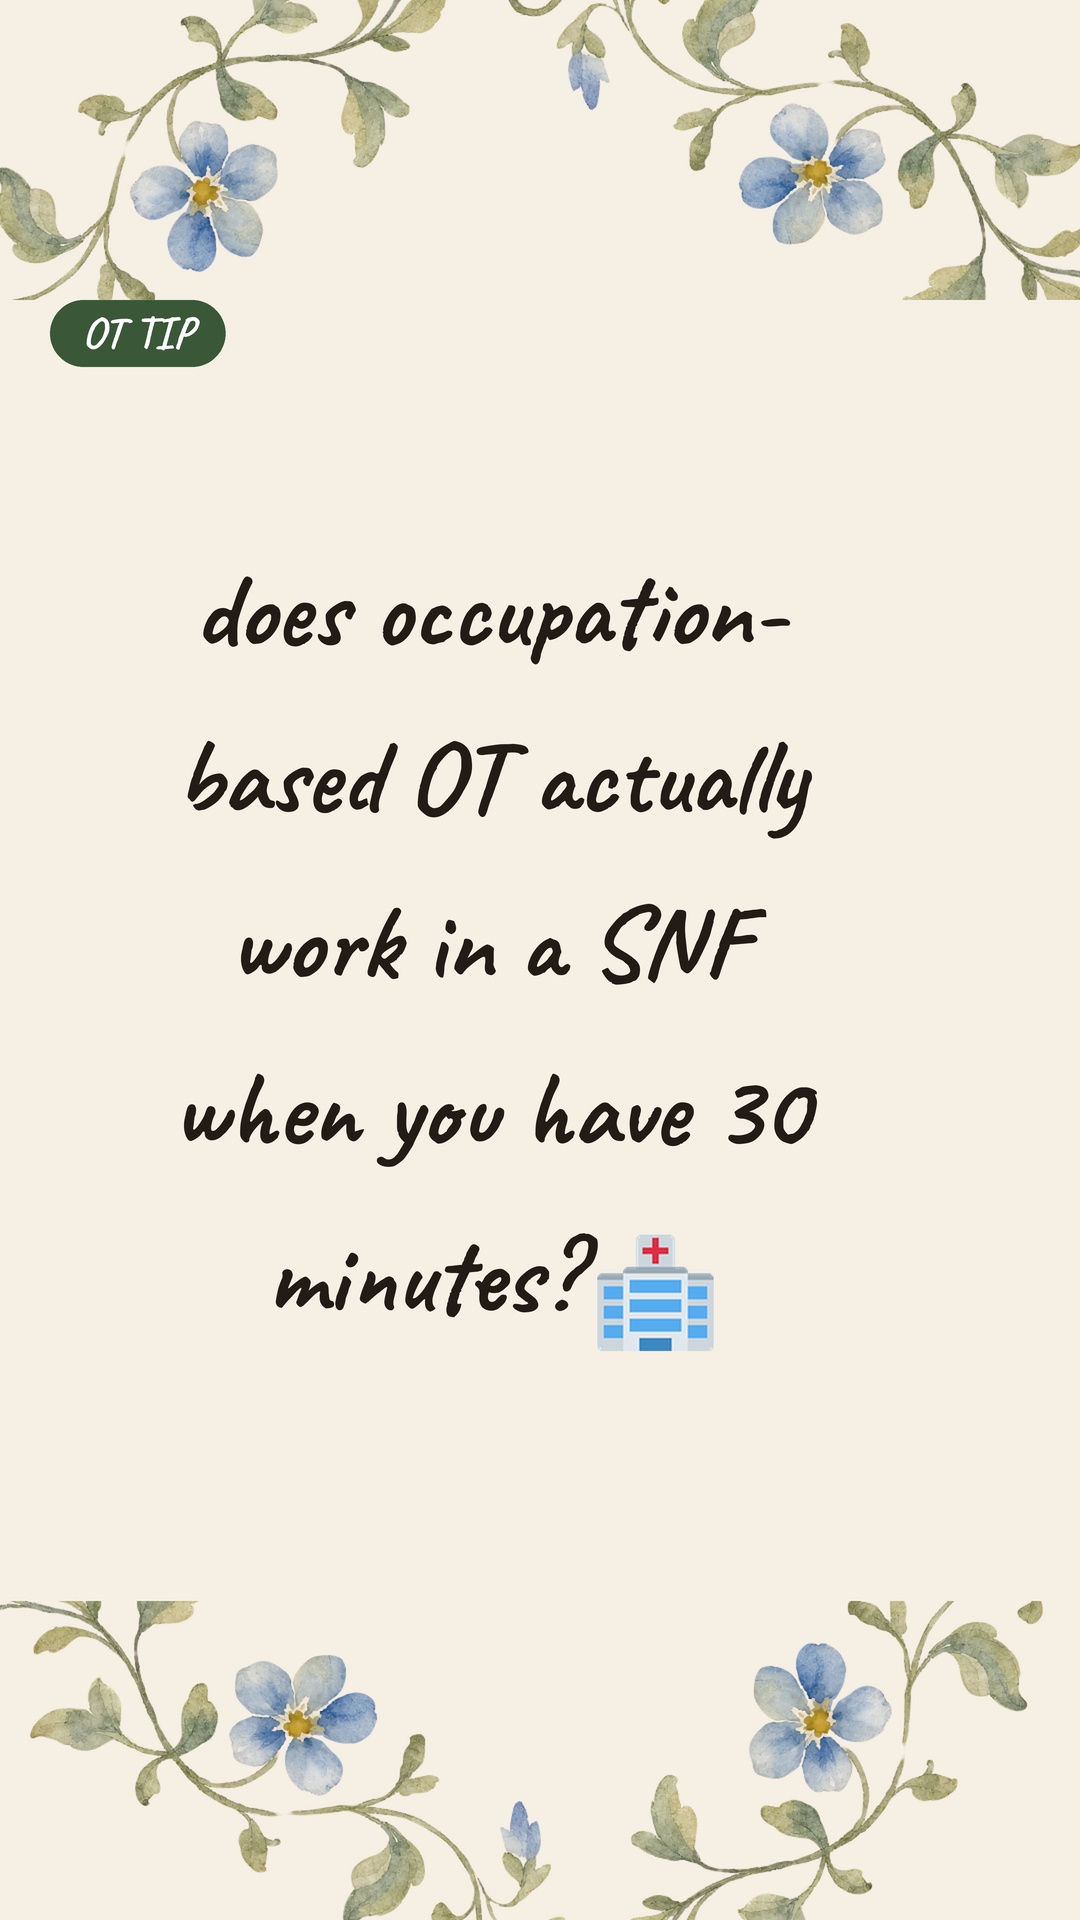 OT TIP
does occupation-
based OT actually
work in a SNF
when you have 30
minutes?🏥